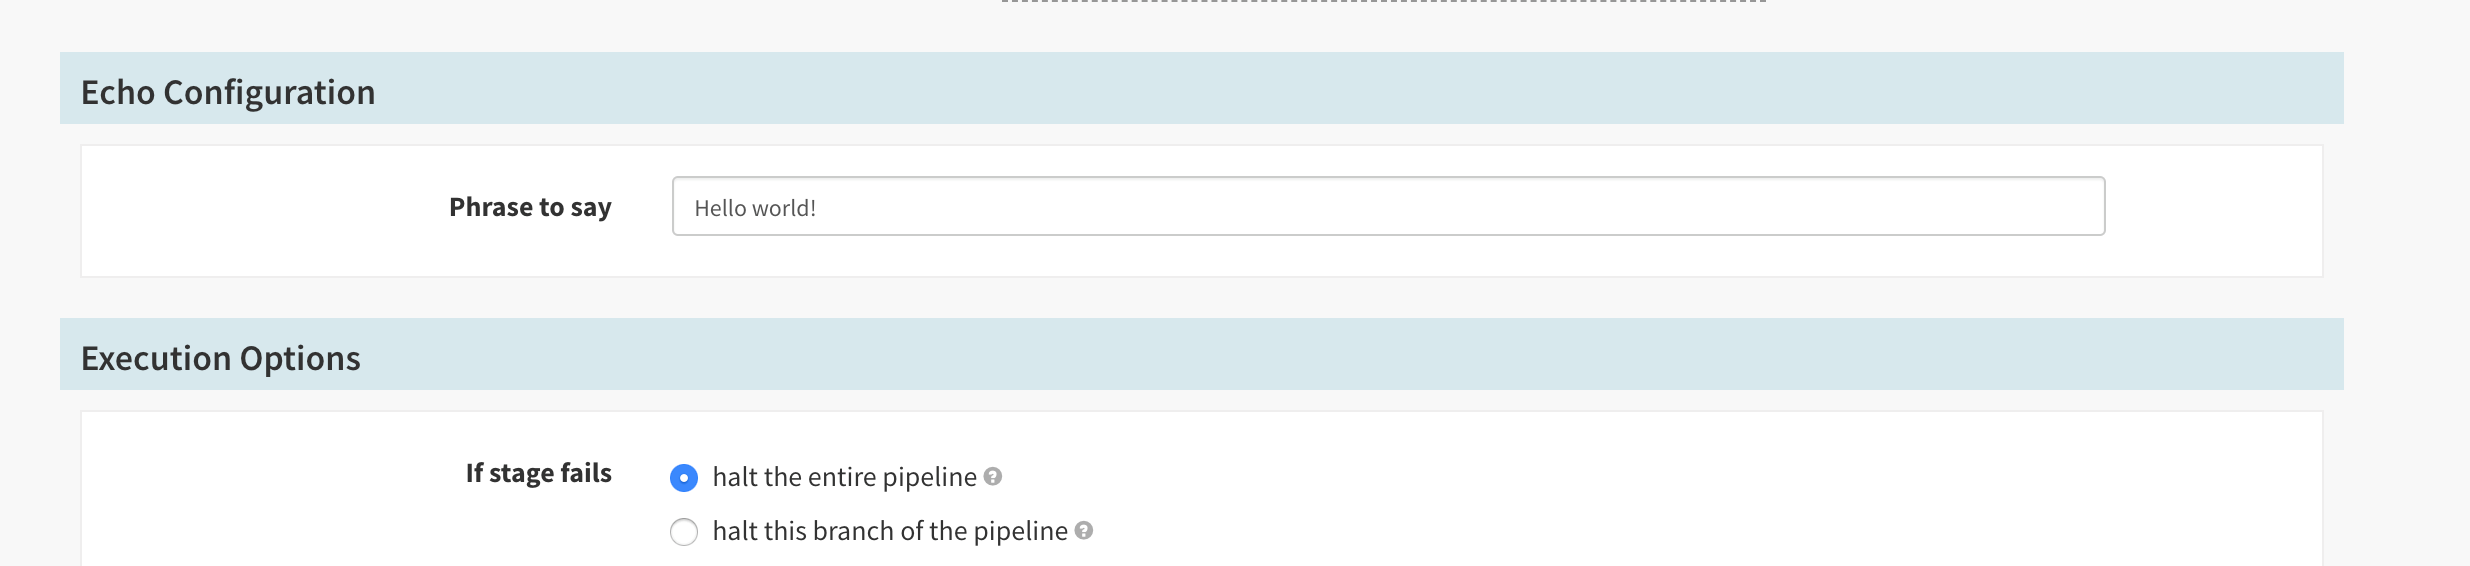 Echo Configuration
Phrase to say
Hello world!
Execution Options
If stage fails
halt the entire pipeline
halt this branch of the pipeline